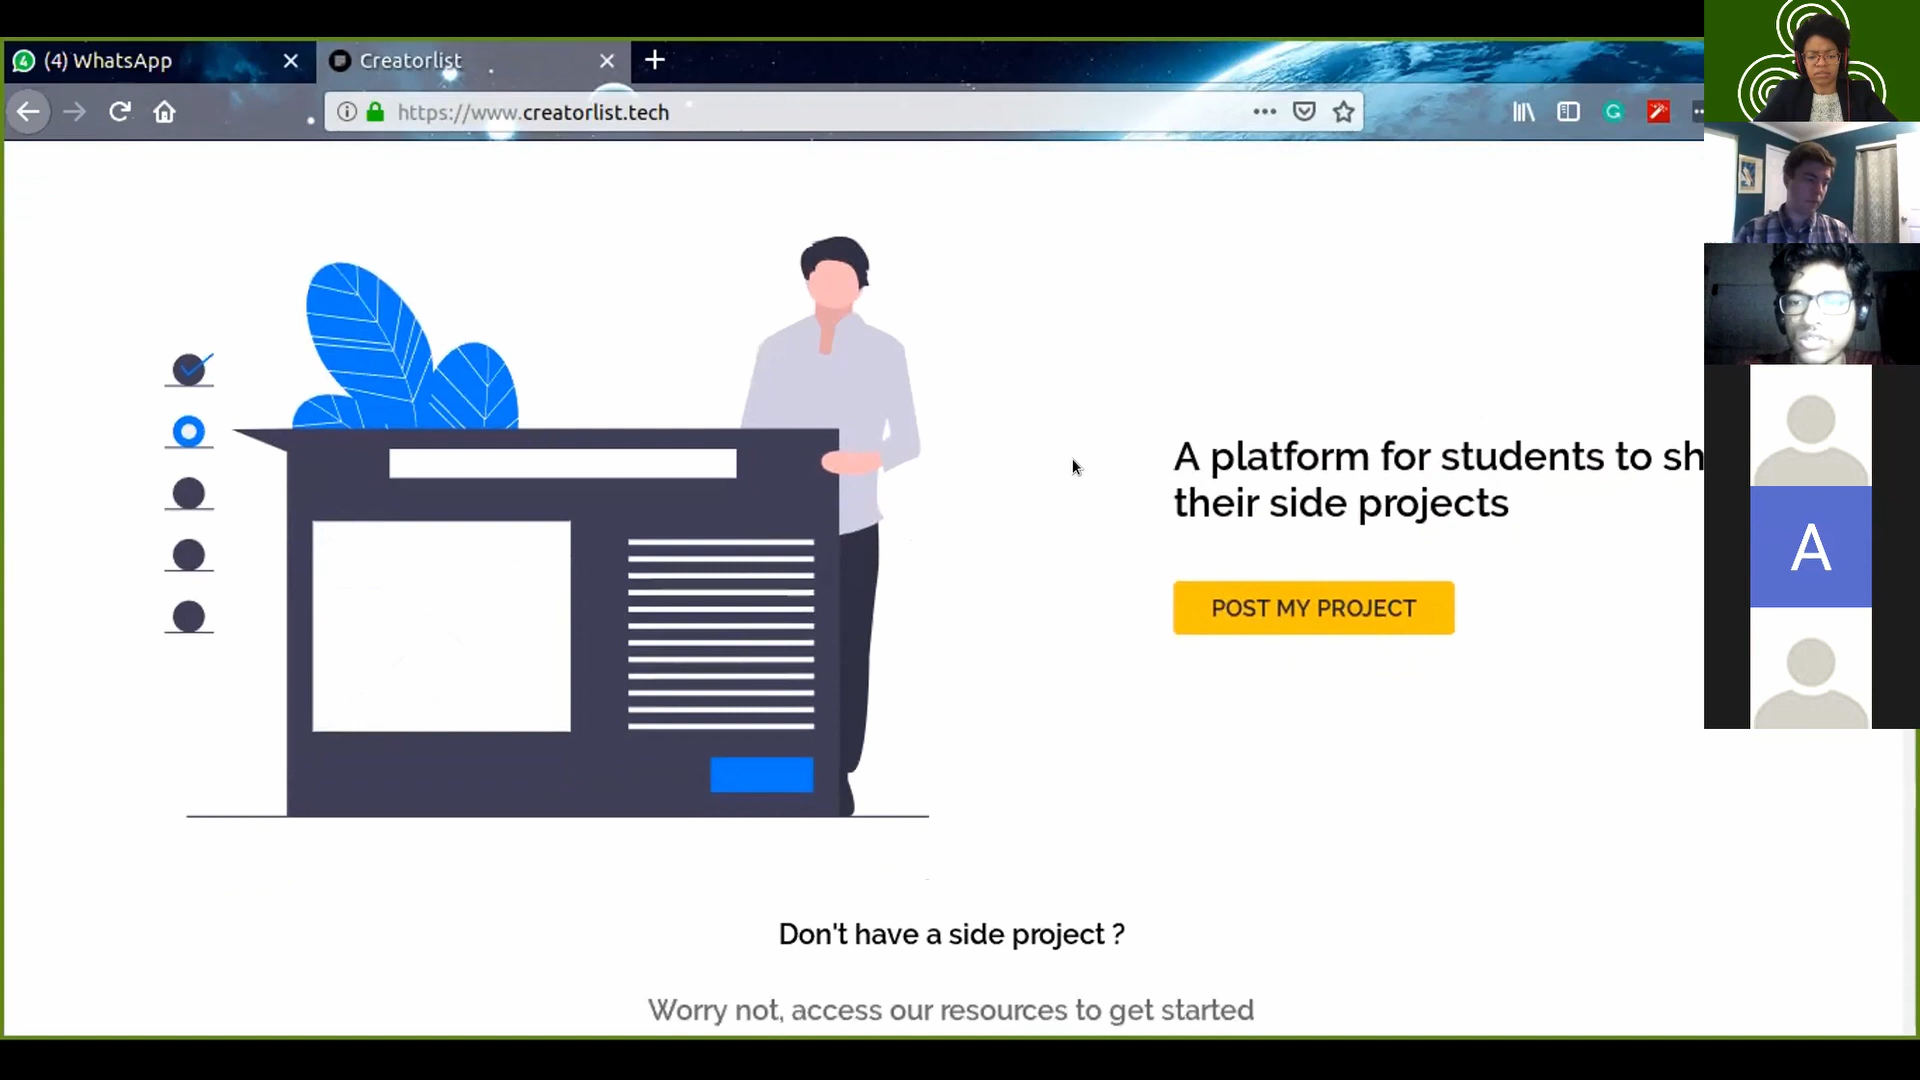 (4) WhatsApp
Creatorlist
https://www.creatorlist.tech
A platform for students to sh
their side projects
POST MY PROJECT
A
Don't have a side project ?
Worry not, access our resources to get started